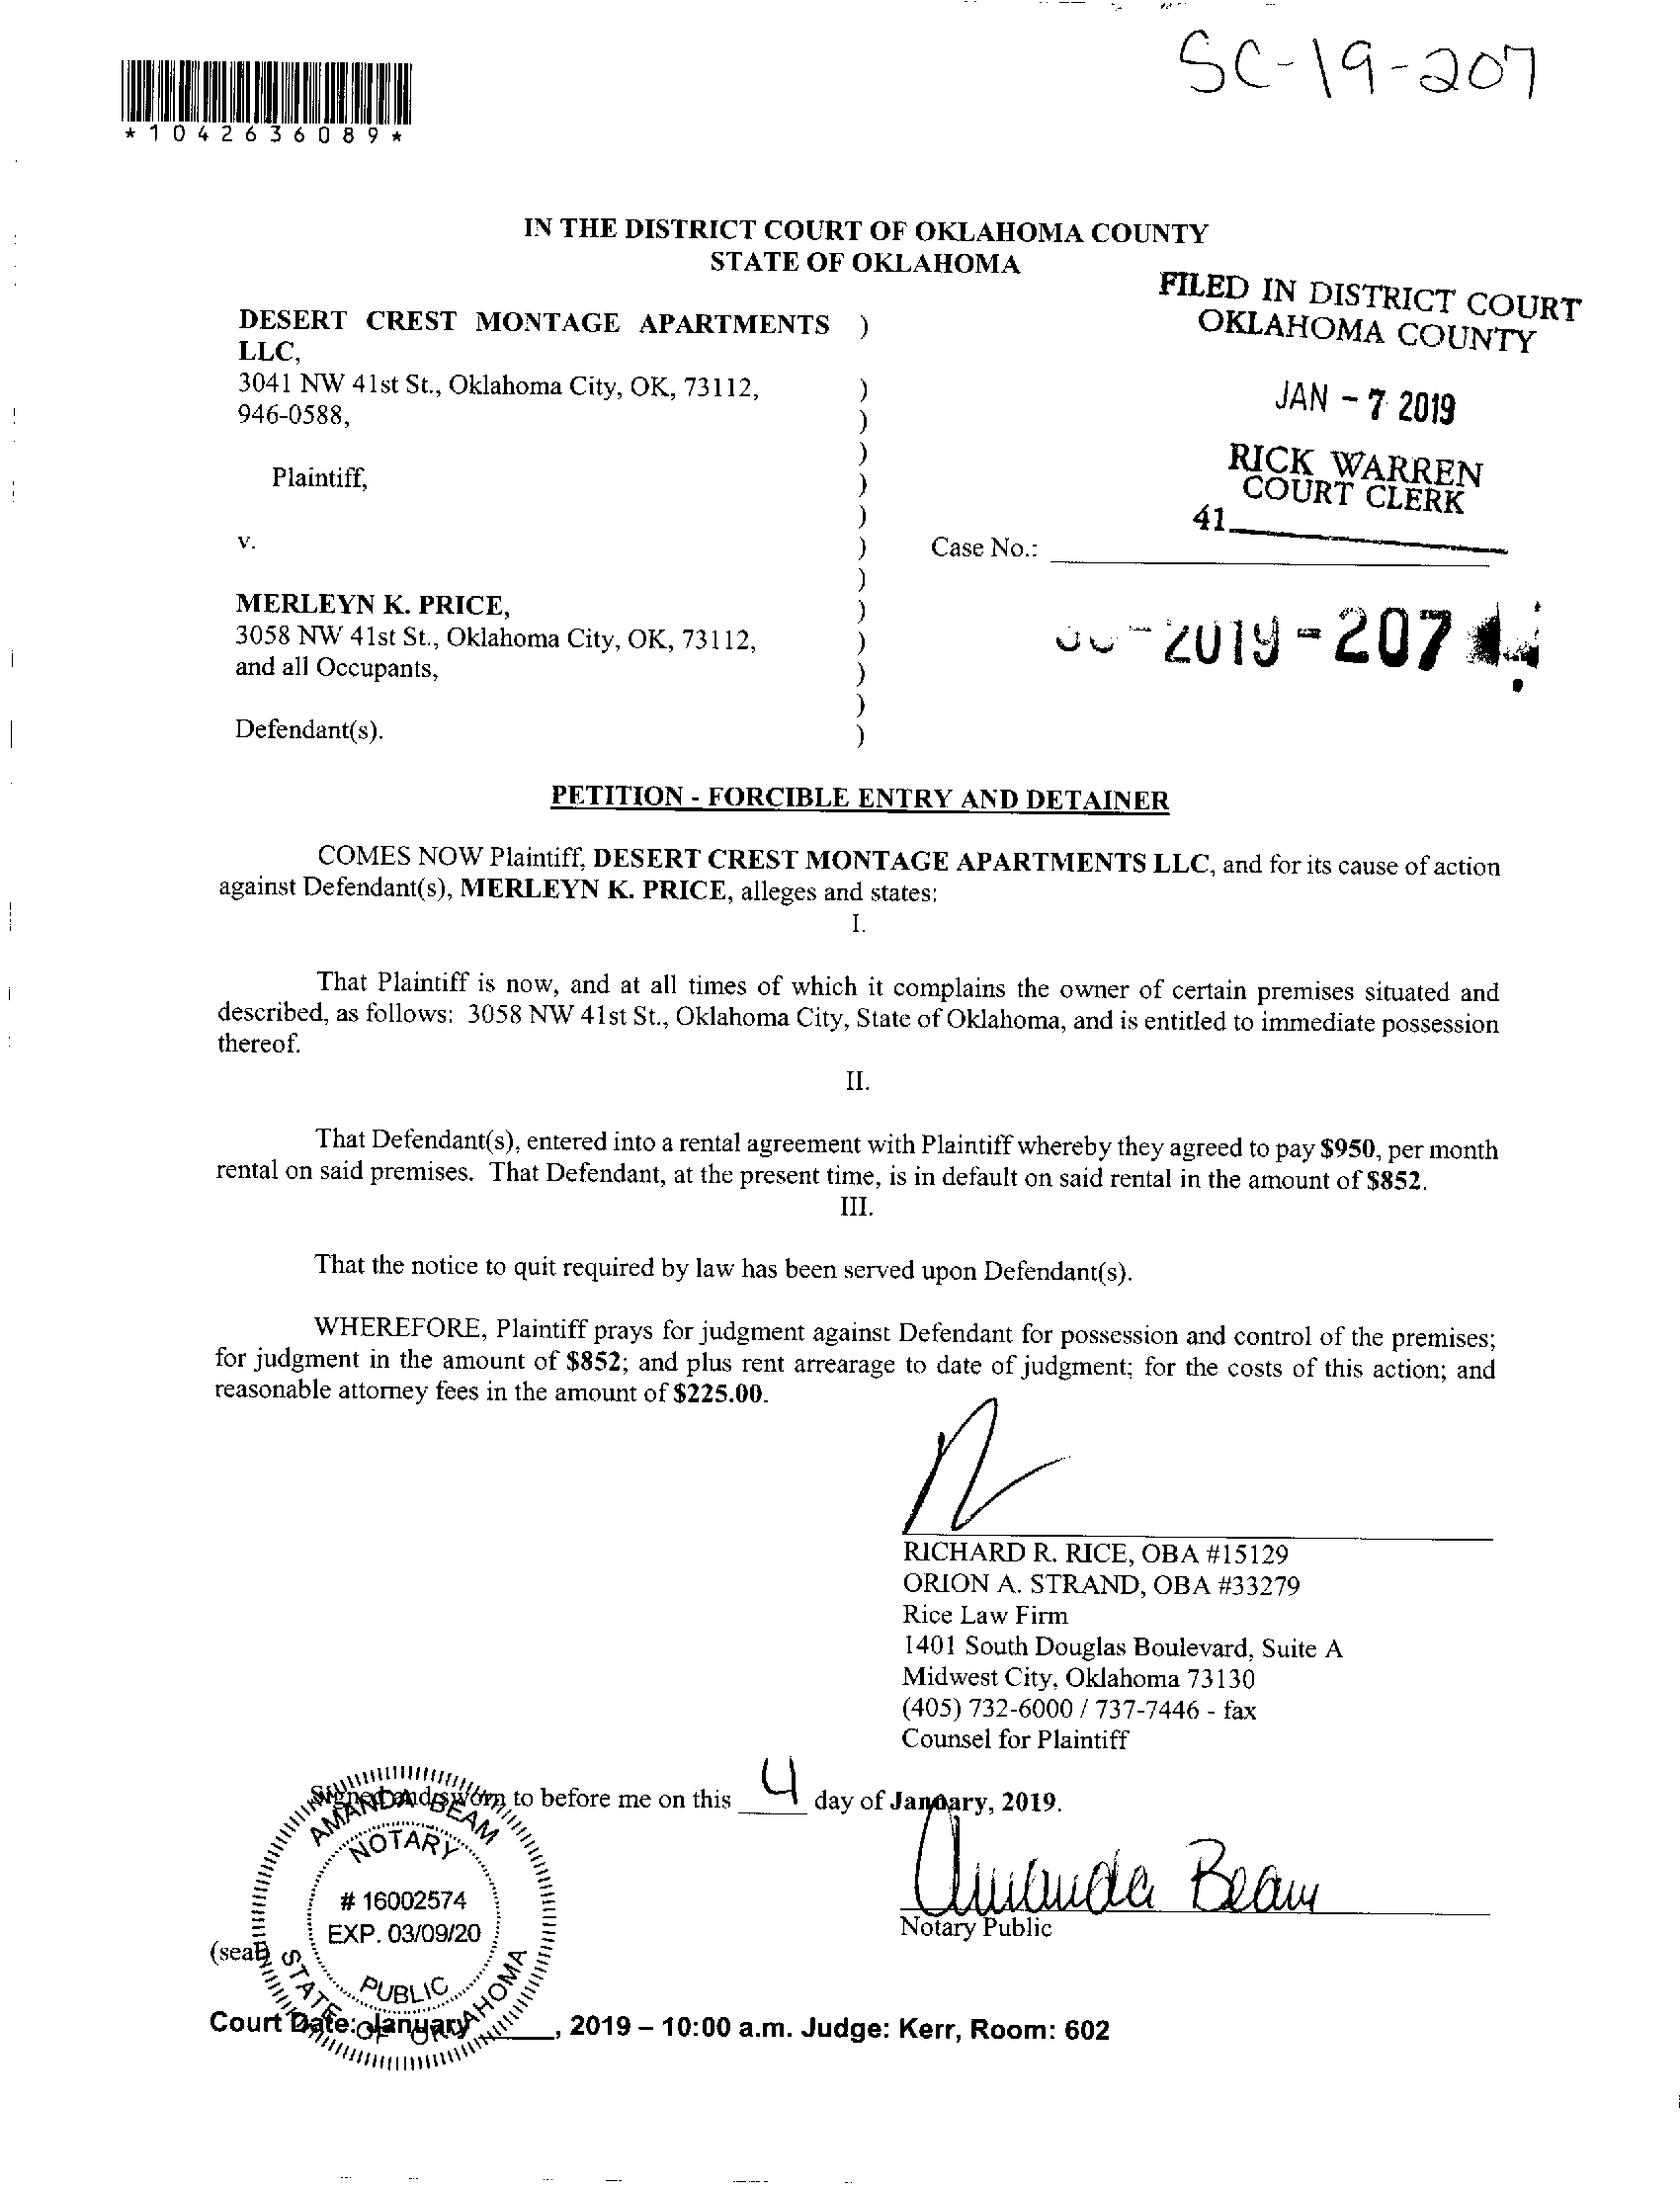 SC-19-207
*1042636089*
IN THE DISTRICT COURT OF OKLAHOMA COUNTY
STATE OF OKLAHOMA
FILED IN DISTRICT COURT
OKLAHOMA COUNTY
JAN - 7 2019
RICK WARREN
COURT CLERK
41
DESERT CREST MONTAGE APARTMENTS )
LLC,
3041 NW 41st St., Oklahoma City, OK, 73112, )
946-0588, )
)
Plaintiff, )
)
v. ) Case No.:
)
MERLEYN K. PRICE, )
3058 NW 41st St., Oklahoma City, OK, 73112, )
and all Occupants, )
)
Defendant(s). )
-2019-207
PETITION - FORCIBLE ENTRY AND DETAINER
COMES NOW Plaintiff, DESERT CREST MONTAGE APARTMENTS LLC, and for its cause of action
against Defendant(s), MERLEYN K. PRICE, alleges and states:
I.
That Plaintiff is now, and at all times of which it complains the owner of certain premises situated and
described, as follows: 3058 NW 41st St., Oklahoma City, State of Oklahoma, and is entitled to immediate possession
thereof.
II.
That Defendant(s), entered into a rental agreement with Plaintiff whereby they agreed to pay $950, per month
rental on said premises. That Defendant, at the present time, is in default on said rental in the amount of $852.
III.
That the notice to quit required by law has been served upon Defendant(s).
WHEREFORE, Plaintiff prays for judgment against Defendant for possession and control of the premises;
for judgment in the amount of $852; and plus rent arrearage to date of judgment; for the costs of this action; and
reasonable attorney fees in the amount of $225.00.
RICHARD R. RICE, OBA #15129
ORION A. STRAND, OBA #33279
Rice Law Firm
1401 South Douglas Boulevard, Suite A
Midwest City, Oklahoma 73130
(405) 732-6000 / 737-7446 - fax
Counsel for Plaintiff
Signed and sworn to before me on this 4 day of January, 2019.
Amanda Beam
Notary Public
AMANDA BEAM
NOTARY
# 16002574
EXP. 03/09/20
PUBLIC
STATE OF OKLAHOMA
(seal)
Court Date: January ____, 2019 – 10:00 a.m. Judge: Kerr, Room: 602